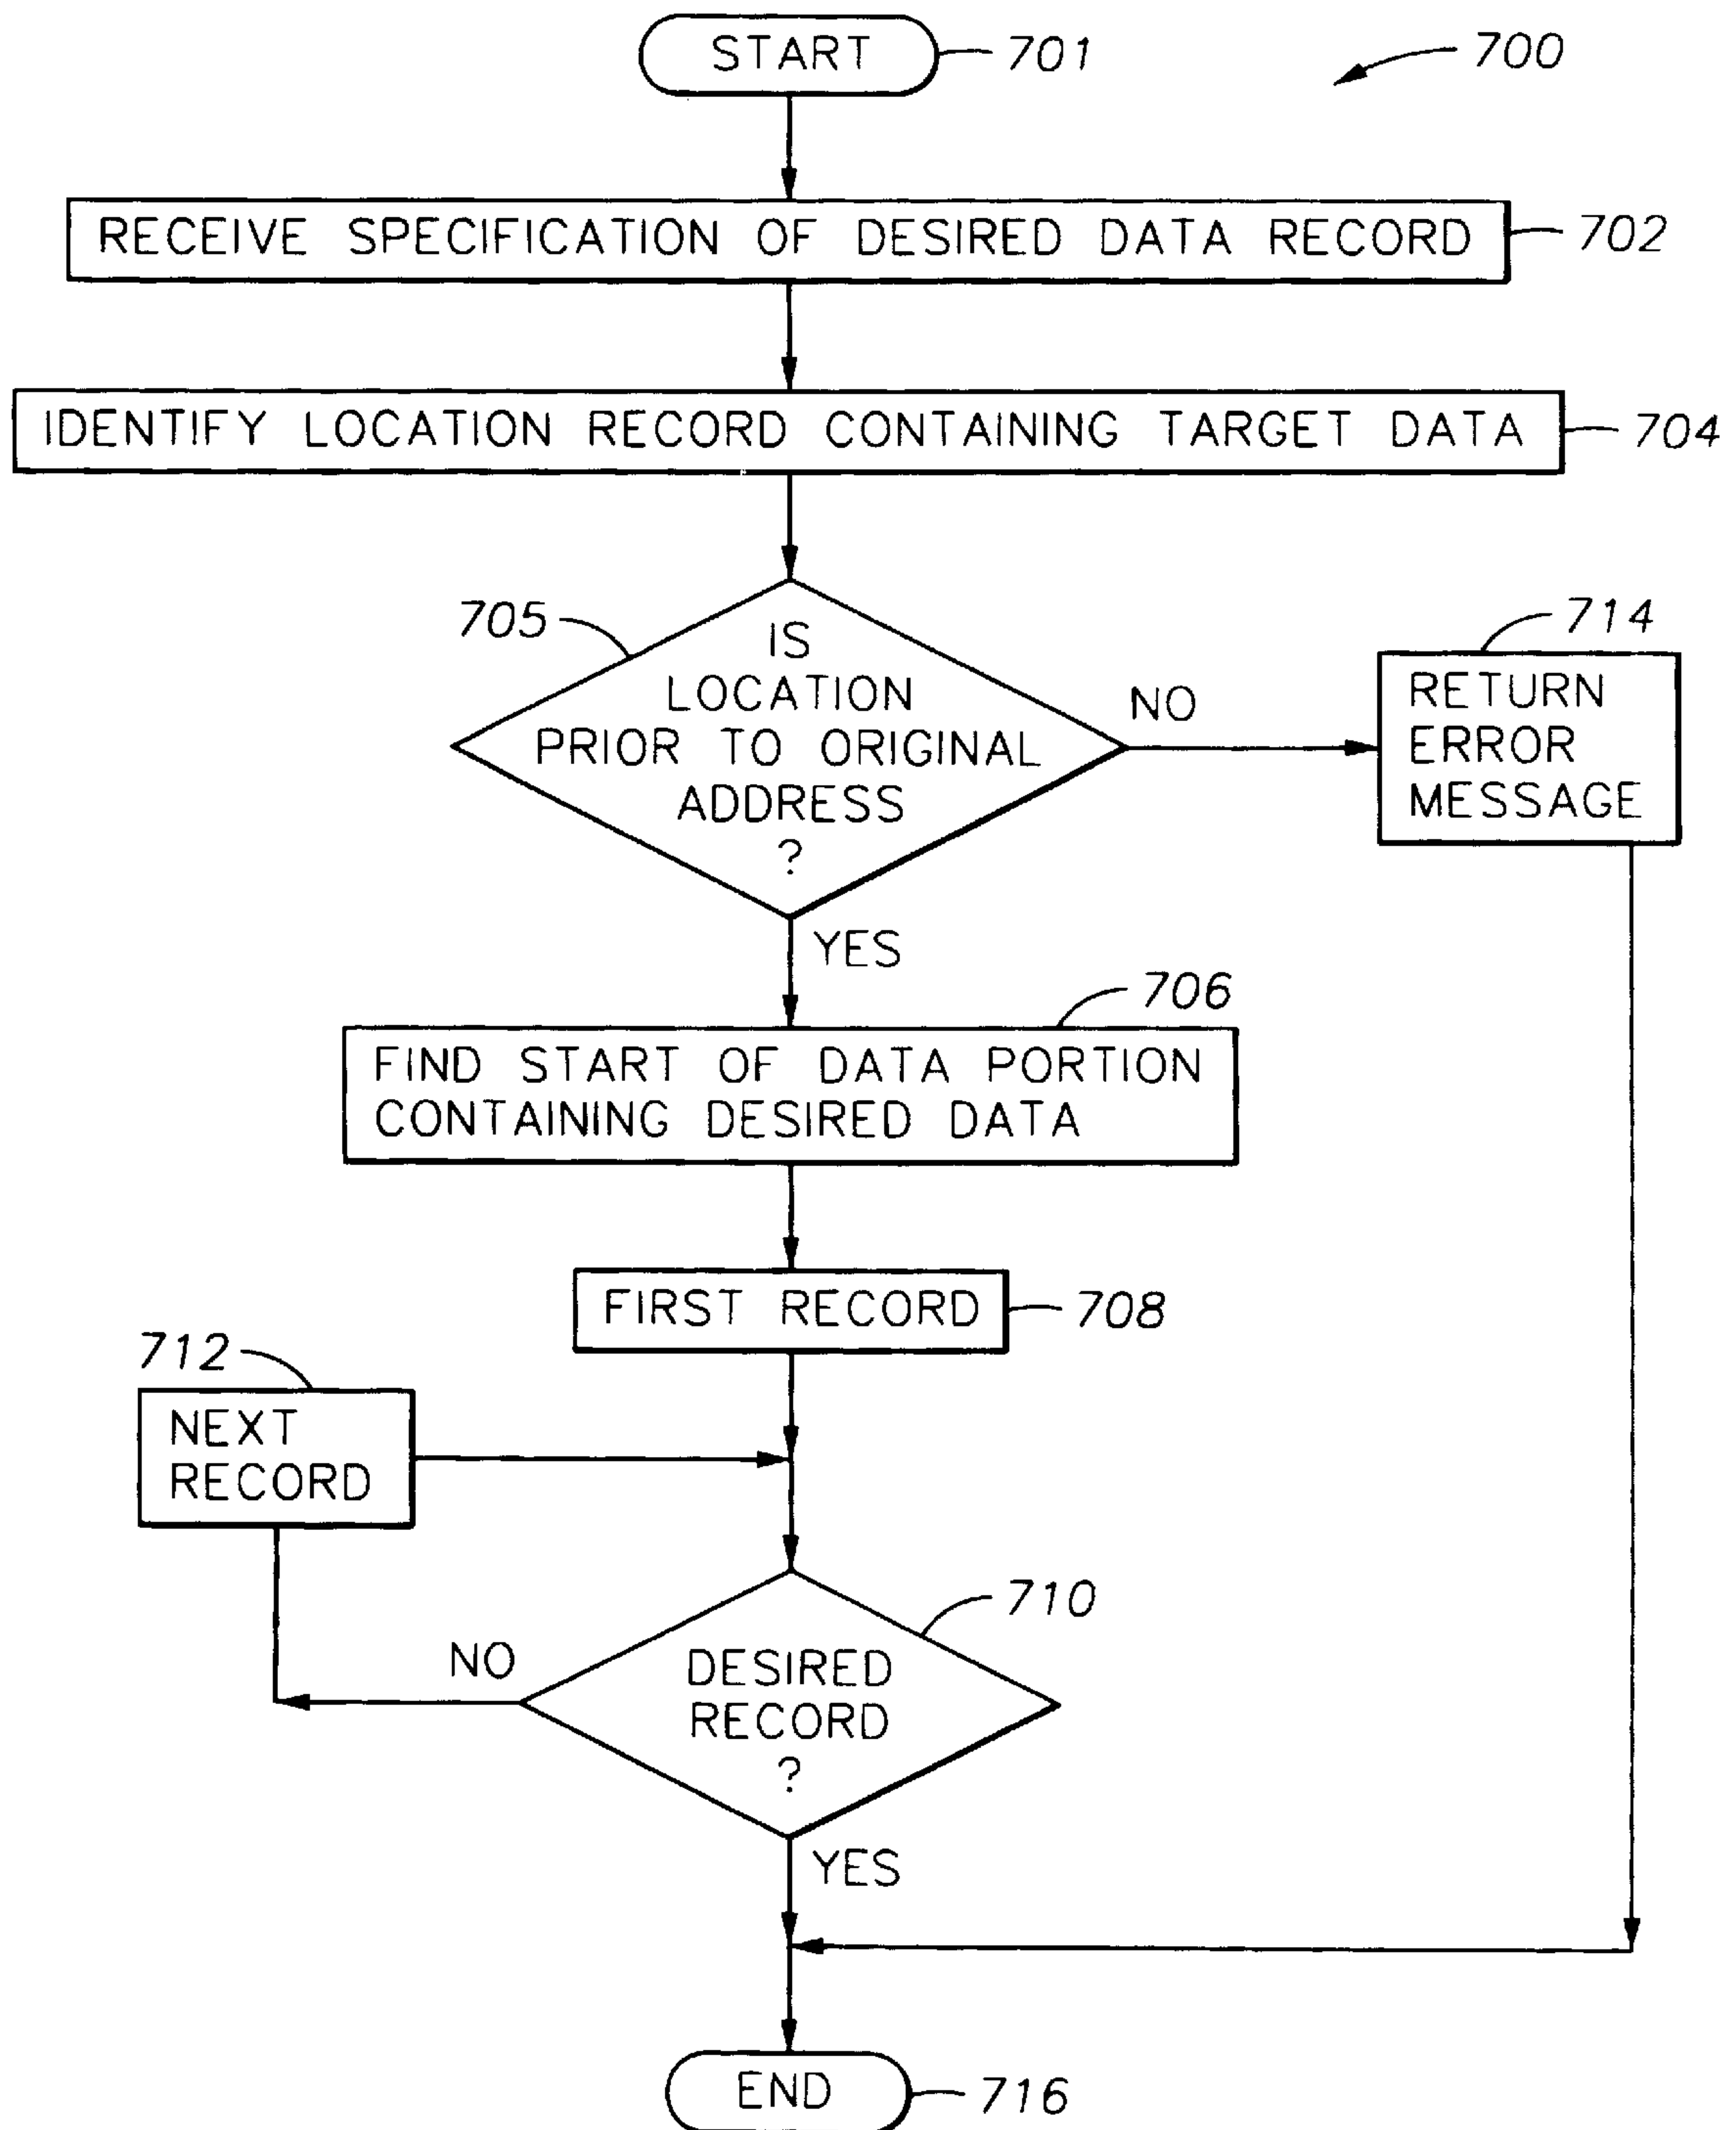 START
701
700
RECEIVE SPECIFICATION OF DESIRED DATA RECORD
702
IDENTIFY LOCATION RECORD CONTAINING TARGET DATA
704
705
IS
LOCATION
PRIOR TO ORIGINAL
ADDRESS
?
NO
714
RETURN
ERROR
MESSAGE
YES
706
FIND START OF DATA PORTION
CONTAINING DESIRED DATA
FIRST RECORD
708
712
NEXT
RECORD
710
NO
DESIRED
RECORD
?
YES
END
716